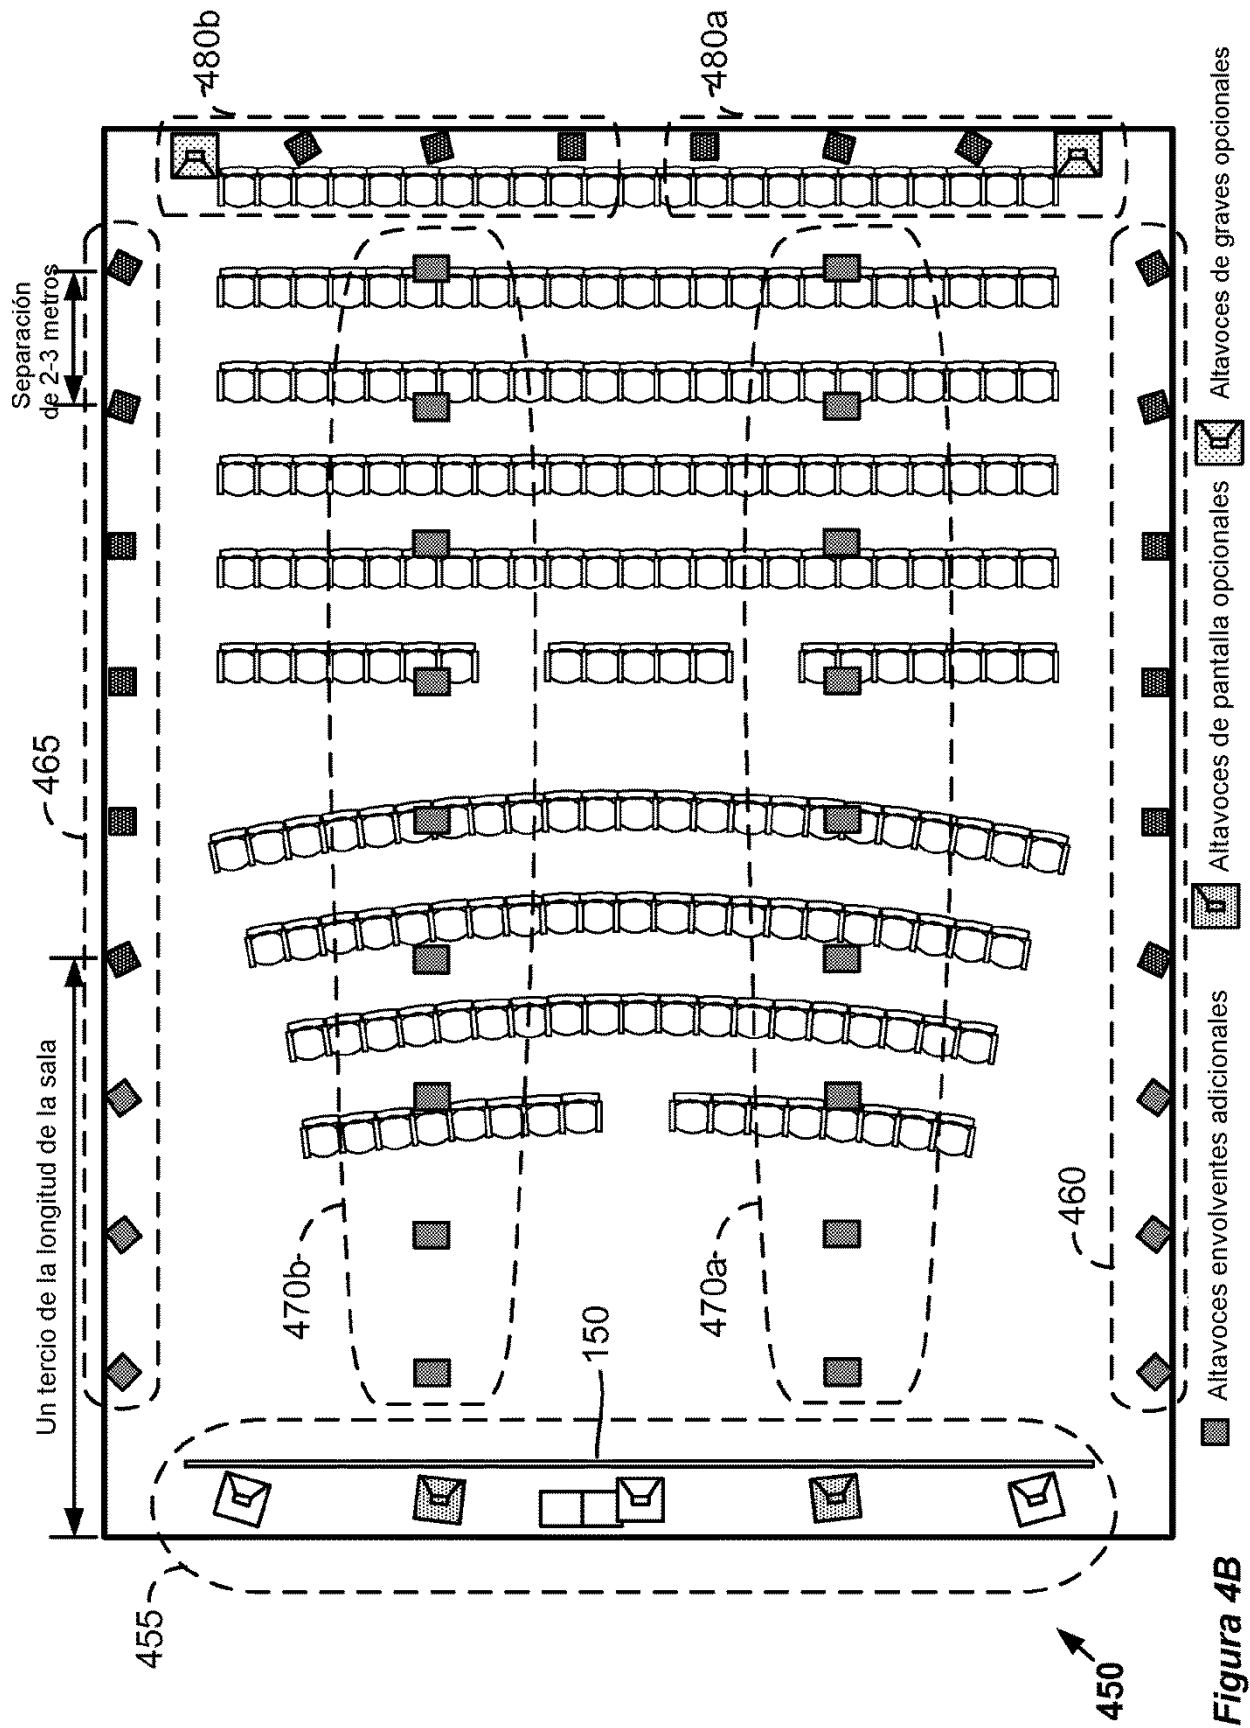 480b
480a
Separación
de 2-3 metros
465
Un tercio de la longitud de la sala
470b
470a
460
150
455
450
Altavoces envolventes adicionales
Altavoces de pantalla opcionales
Altavoces de graves opcionales
Figura 4B